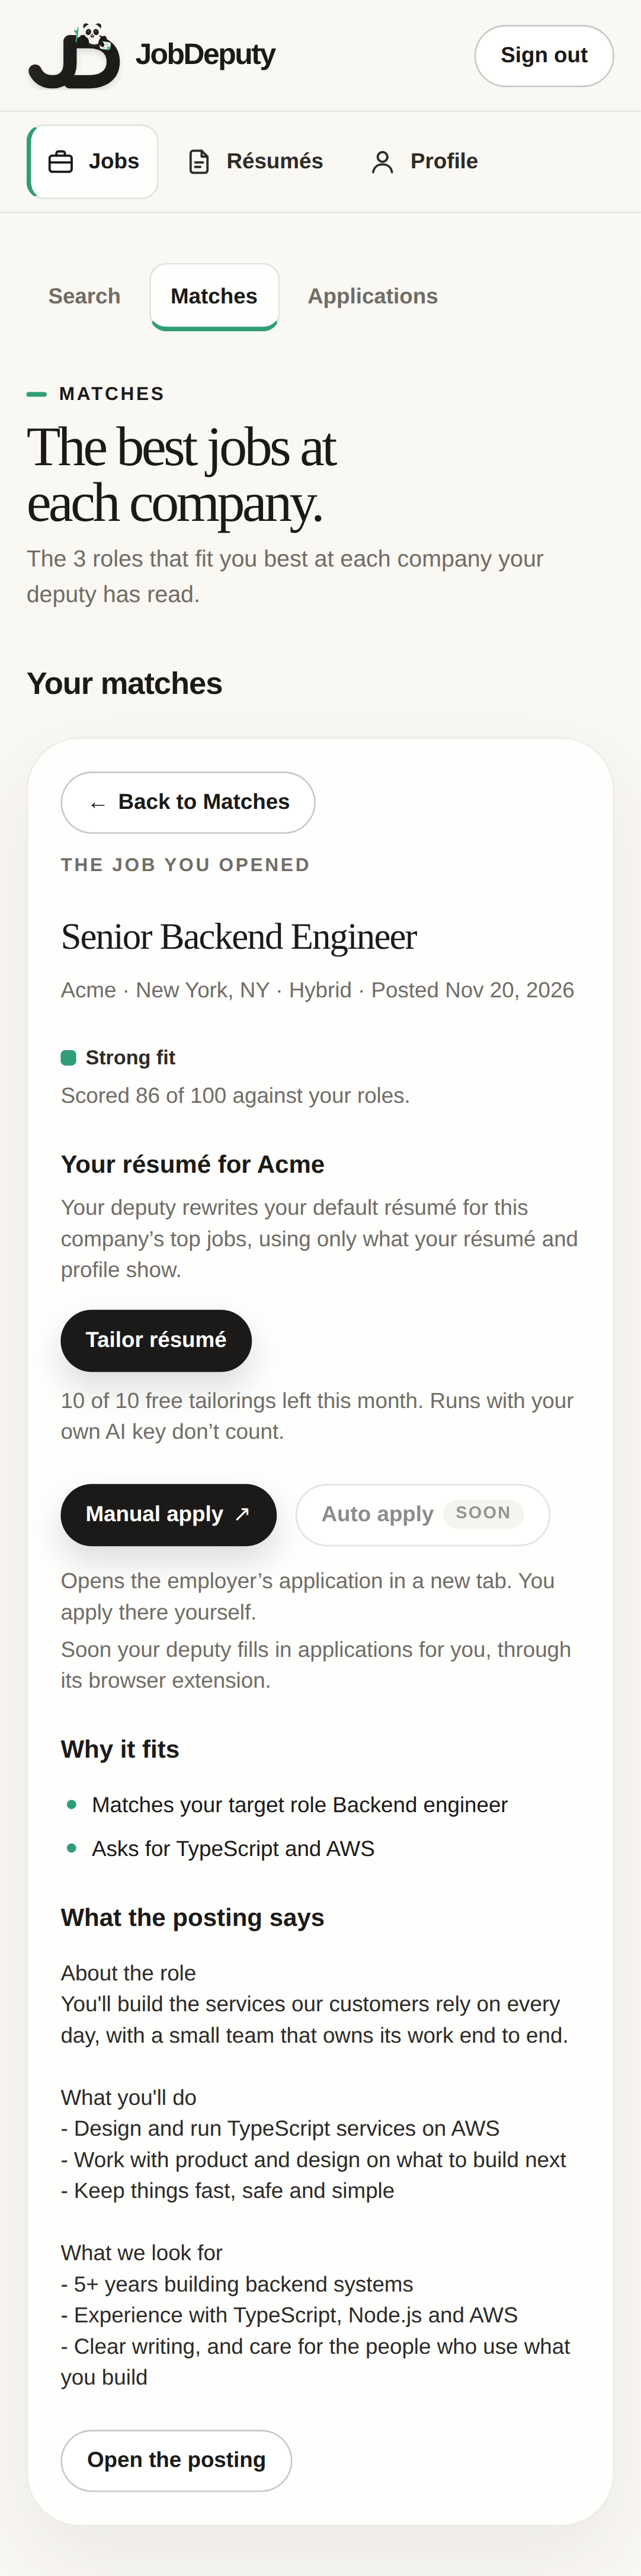 JobDeputy
Sign out
Jobs
Résumés
Profile
Search
Matches
Applications
MATCHES
The best jobs at
each company.
The 3 roles that fit you best at each company your
deputy has read.
Your matches
← Back to Matches
THE JOB YOU OPENED
Senior Backend Engineer
Acme · New York, NY · Hybrid · Posted Nov 20, 2026
Strong fit
Scored 86 of 100 against your roles.
Your résumé for Acme
Your deputy rewrites your default résumé for this
company’s top jobs, using only what your résumé and
profile show.
Tailor résumé
10 of 10 free tailorings left this month. Runs with your
own AI key don’t count.
Manual apply ↗
Auto apply SOON
Opens the employer’s application in a new tab. You
apply there yourself.
Soon your deputy fills in applications for you, through
its browser extension.
Why it fits
Matches your target role Backend engineer
Asks for TypeScript and AWS
What the posting says
About the role
You'll build the services our customers rely on every
day, with a small team that owns its work end to end.
What you'll do
- Design and run TypeScript services on AWS
- Work with product and design on what to build next
- Keep things fast, safe and simple
What we look for
- 5+ years building backend systems
- Experience with TypeScript, Node.js and AWS
- Clear writing, and care for the people who use what
you build
Open the posting